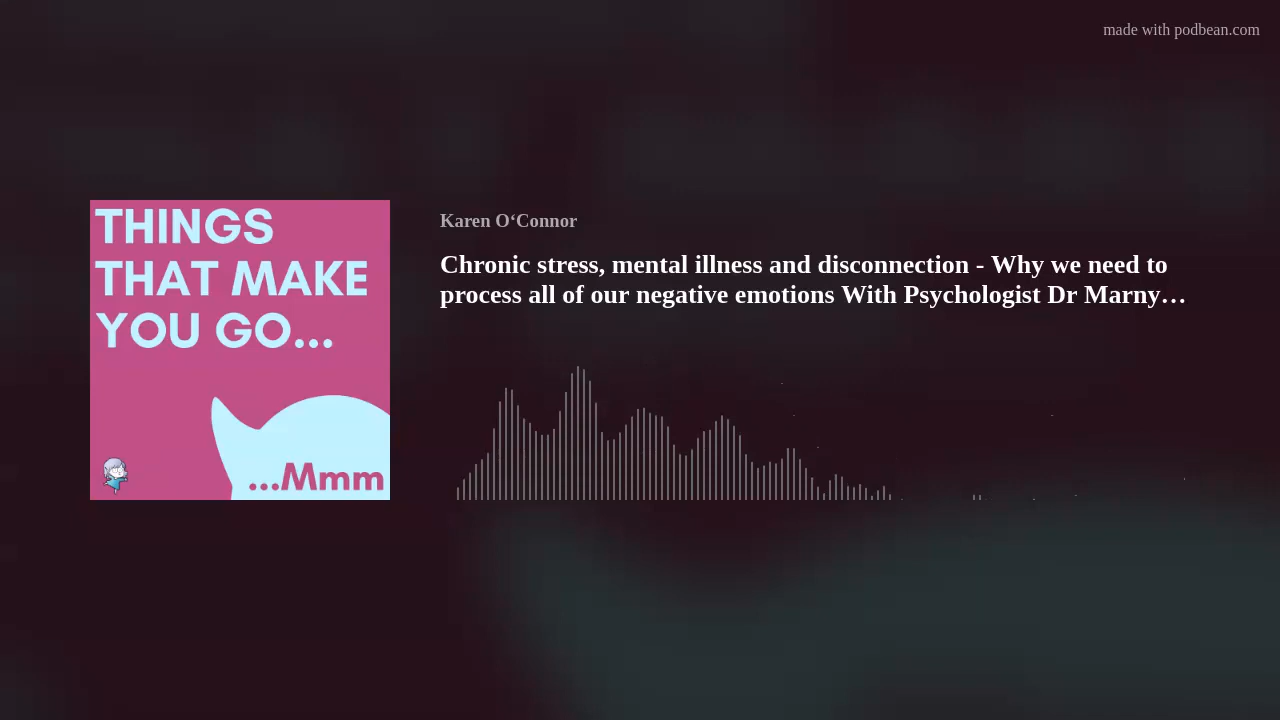 made with podbean.com
THINGS
THAT MAKE
YOU GO...
...Mmm
Karen O‘Connor
Chronic stress, mental illness and disconnection - Why we need to
process all of our negative emotions With Psychologist Dr Marny…